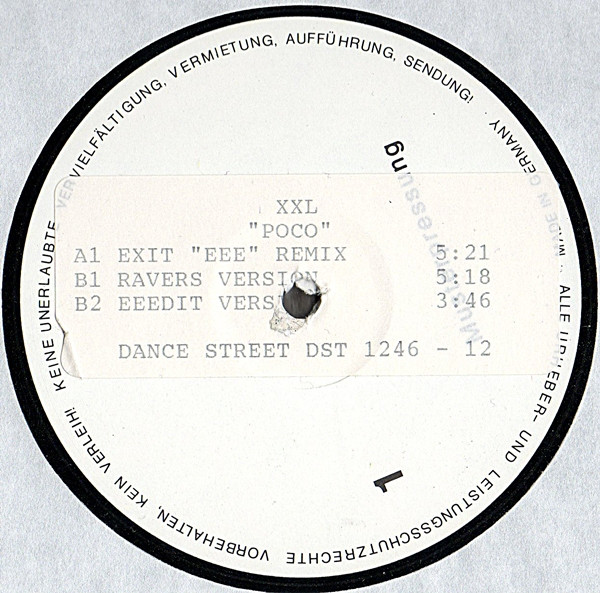 XXL
"POCO"
A1 EXIT "EEE" REMIX 5:21
B1 RAVERS VERSION 5:18
B2 EEEDIT VERS 3:46
DANCE STREET DST 1246 - 12
Musterpressung
1
MADE IN GERMANY
ALLE URHEBER- UND LEISTUNGSSCHUTZRECHTE VORBEHALTEN, KEIN VERLEIH! KEINE UNERLAUBTE VERVIELFÄLTIGUNG, VERMIETUNG, AUFFÜHRUNG, SENDUNG!